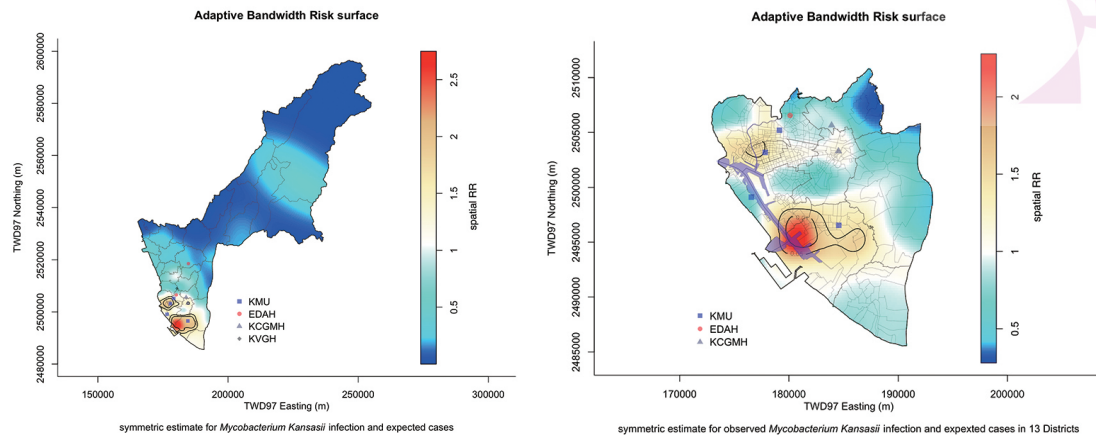 Adaptive Bandwidth Risk surface
2600000
2580000
2560000
2540000
2520000
2500000
2480000
TWD97 Northing (m)
2.5
2
1.5
1
0.5
spatial RR
KMU
EDAH
KCGMH
KVGH
150000 200000 250000 300000
TWD97 Easting (m)
symmetric estimate for Mycobacterium Kansasii infection and expected cases
Adaptive Bandwidth Risk surface
2510000
2505000
2500000
2495000
2490000
2485000
TWD97 Northing (m)
2
1.5
1
0.5
spatial RR
KMU
EDAH
KCGMH
170000 180000 190000 200000
TWD97 Easting (m)
symmetric estimate for observed Mycobacterium Kansasii infection and expexted cases in 13 Districts